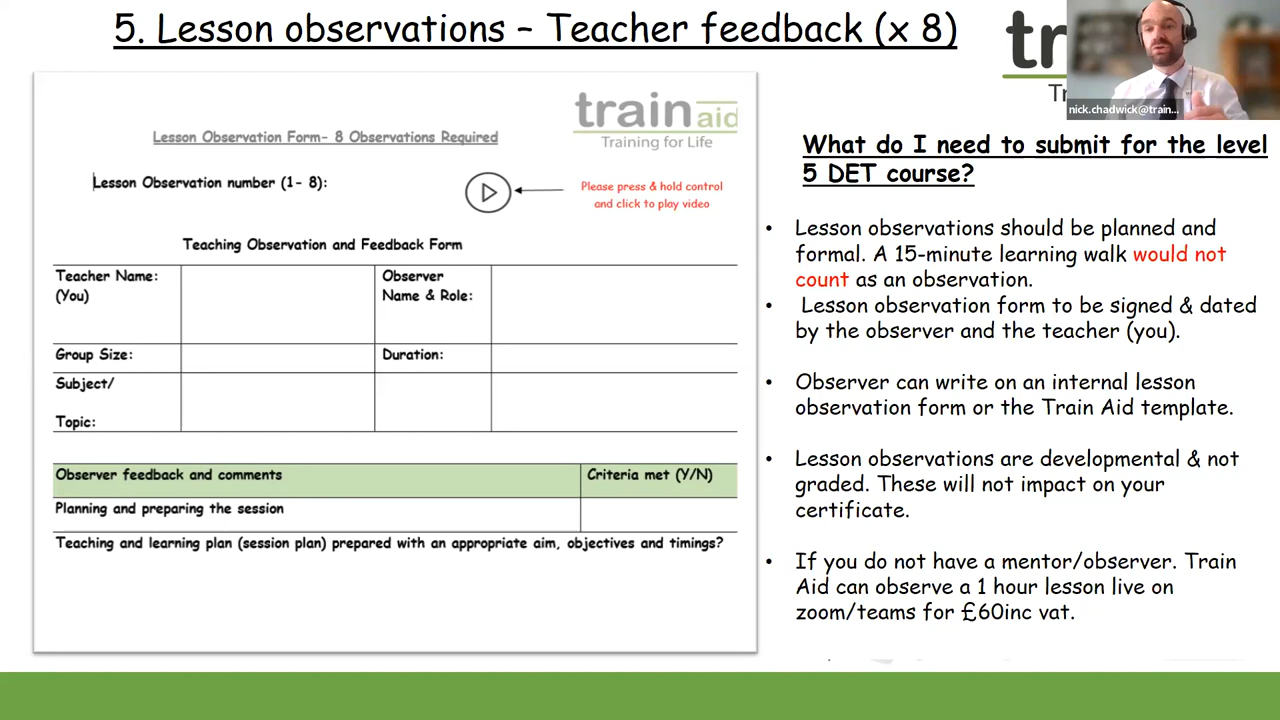 5. Lesson observations – Teacher feedback (x 8)
nick.chadwick@train...
train aid
Training for Life
Lesson Observation Form- 8 Observations Required
Lesson Observation number (1- 8):
Please press & hold control
and click to play video
Teaching Observation and Feedback Form
Teacher Name:
(You)
Observer
Name & Role:
Group Size:
Duration:
Subject/
Topic:
Observer feedback and comments
Criteria met (Y/N)
Planning and preparing the session
Teaching and learning plan (session plan) prepared with an appropriate aim, objectives and timings?
What do I need to submit for the level
5 DET course?
• Lesson observations should be planned and
formal. A 15-minute learning walk would not
count as an observation.
• Lesson observation form to be signed & dated
by the observer and the teacher (you).
• Observer can write on an internal lesson
observation form or the Train Aid template.
• Lesson observations are developmental & not
graded. These will not impact on your
certificate.
• If you do not have a mentor/observer. Train
Aid can observe a 1 hour lesson live on
zoom/teams for £60inc vat.